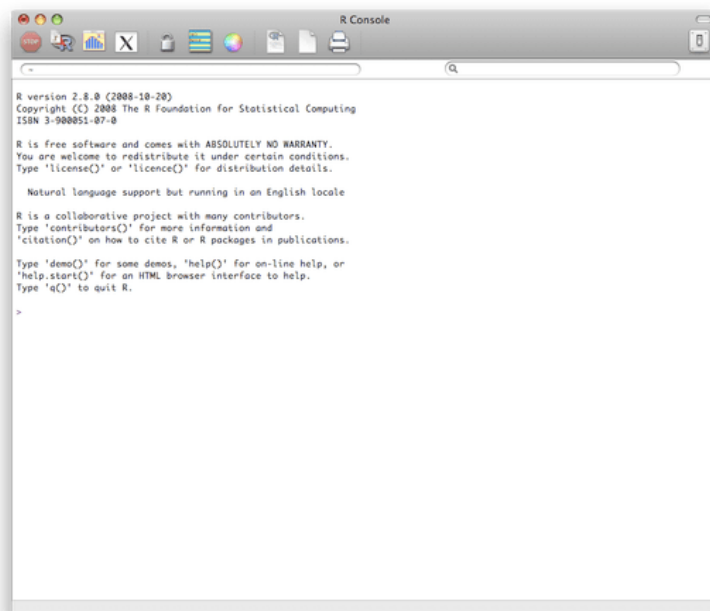 R Console
STOP
R
X
R version 2.8.0 (2008-10-20)
Copyright (C) 2008 The R Foundation for Statistical Computing
ISBN 3-900051-07-0
R is free software and comes with ABSOLUTELY NO WARRANTY.
You are welcome to redistribute it under certain conditions.
Type 'license()' or 'licence()' for distribution details.
Natural language support but running in an English locale
R is a collaborative project with many contributors.
Type 'contributors()' for more information and
'citation()' on how to cite R or R packages in publications.
Type 'demo()' for some demos, 'help()' for on-line help, or
'help.start()' for an HTML browser interface to help.
Type 'q()' to quit R.
>